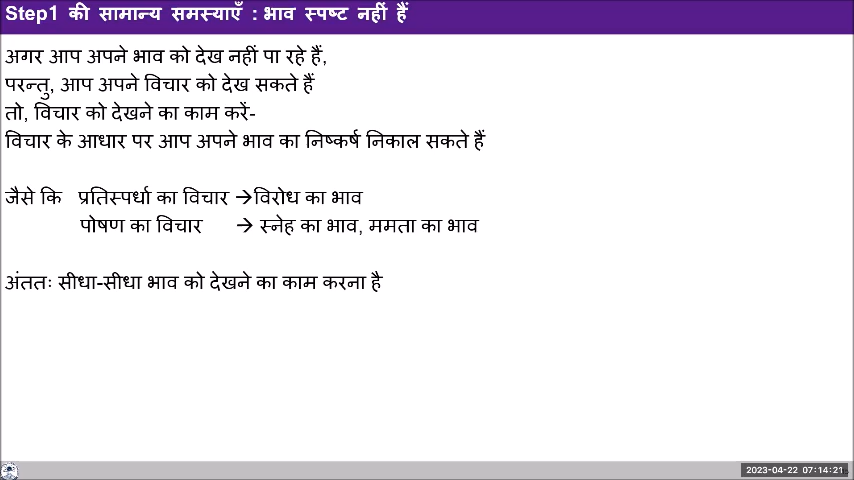 Step1 की सामान्य समस्याएँ : भाव स्पष्ट नहीं हैं
अगर आप अपने भाव को देख नहीं पा रहे हैं,
परन्तु, आप अपने विचार को देख सकते हैं
तो, विचार को देखने का काम करें-
विचार के आधार पर आप अपने भाव का निष्कर्ष निकाल सकते हैं
जैसे कि प्रतिस्पर्धा का विचार →विरोध का भाव
पोषण का विचार → स्नेह का भाव, ममता का भाव
अंततः सीधा-सीधा भाव को देखने का काम करना है
2023-04-22 07:14:21